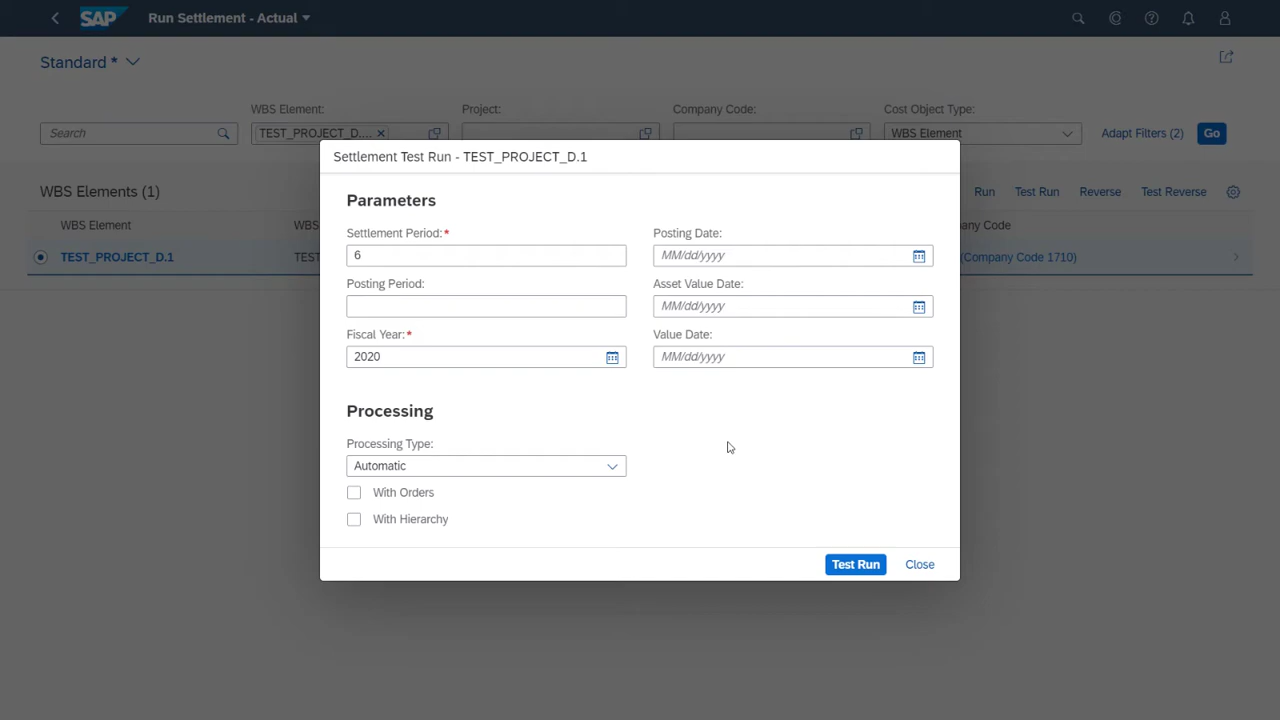 SAP Run Settlement - Actual
Standard *
WBS Element: Project: Company Code: Cost Object Type:
Search TEST_PROJECT_D.... WBS Element Adapt Filters (2) Go
Settlement Test Run - TEST_PROJECT_D.1
WBS Elements (1) Run Test Run Reverse Test Reverse
Parameters
WBS Element WBS any Code
Settlement Period:* Posting Date:
TEST_PROJECT_D.1 TEST 6 MM/dd/yyyy (Company Code 1710)
Posting Period: Asset Value Date:
MM/dd/yyyy
Fiscal Year:* Value Date:
2020 MM/dd/yyyy
Processing
Processing Type:
Automatic
With Orders
With Hierarchy
Test Run Close